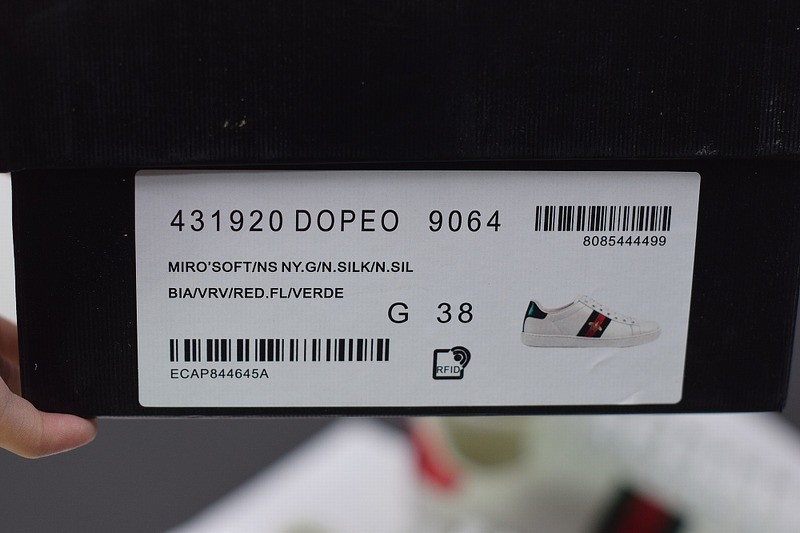 431920 DOPEO 9064
8085444499
MIRO'SOFT/NS NY.G/N.SILK/N.SIL
BIA/VRV/RED.FL/VERDE
G 38
ECAP844645A
RFID